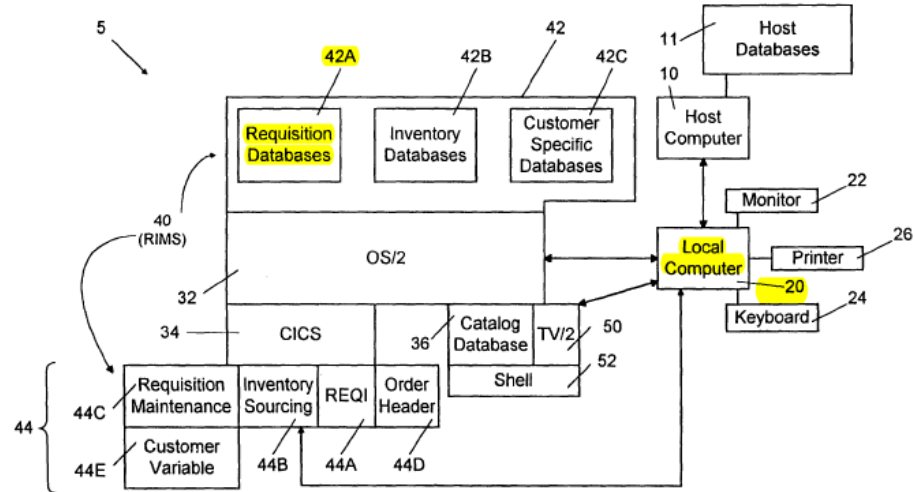 5
42A
42B
42
42C
11
Host
Databases
10
Host
Computer
Requisition
Databases
Inventory
Databases
Customer
Specific
Databases
22
Monitor
40
(RIMS)
OS/2
Local
Computer
26
Printer
32
20
24
Keyboard
34
CICS
36
Catalog
Database
TV/2
50
Shell
52
44
44C
Requisition
Maintenance
Inventory
Sourcing
REQI
Order
Header
44E
Customer
Variable
44B
44A
44D